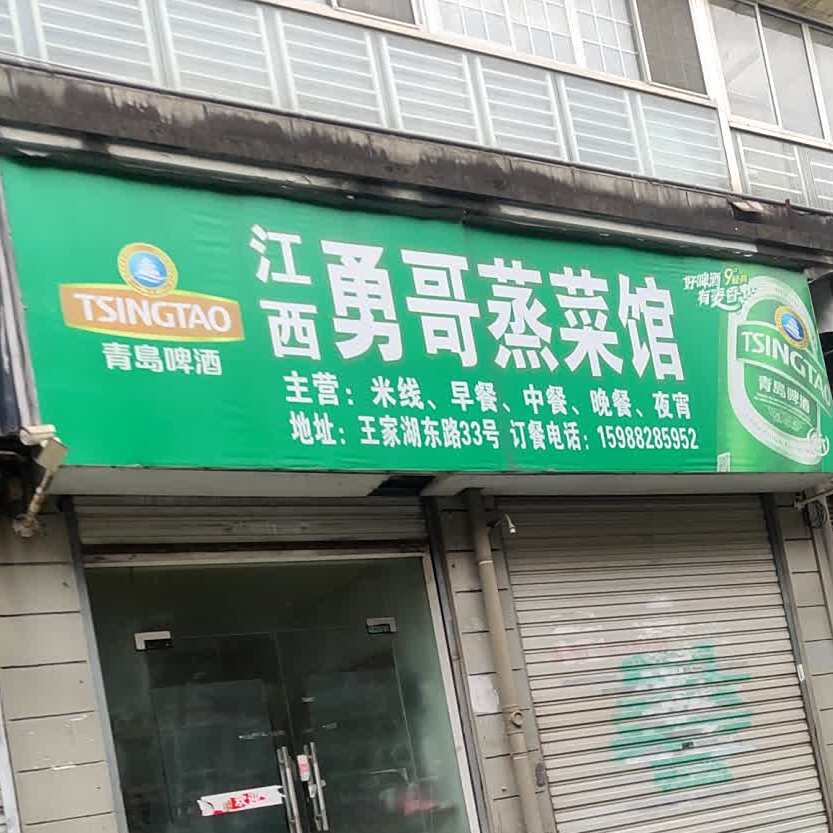 TSINGTAO
青島啤酒
江西
勇哥蒸菜馆
主营：米线、早餐、中餐、晚餐、夜宵
地址：王家湖东路33号 订餐电话：15988285952
好啤酒
TSINGTAO
青島啤酒